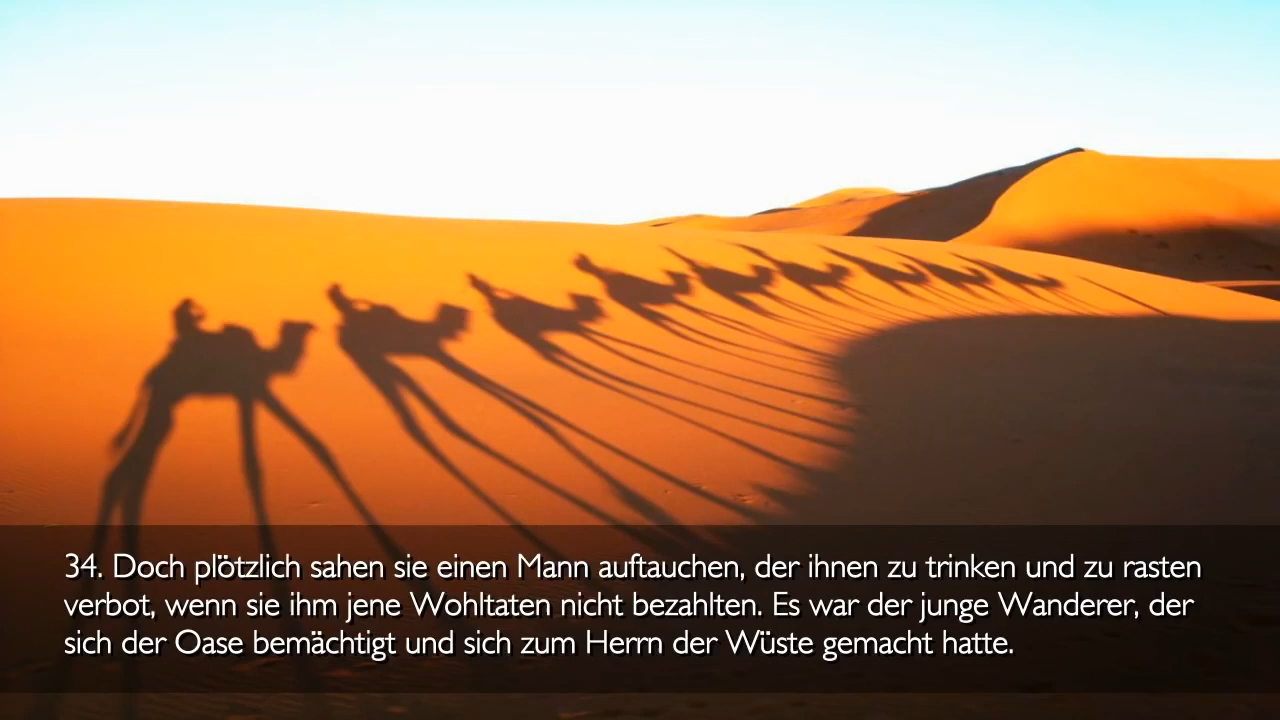 34. Doch plötzlich sahen sie einen Mann auftauchen, der ihnen zu trinken und zu rasten
verbot, wenn sie ihm jene Wohltaten nicht bezahlten. Es war der junge Wanderer, der
sich der Oase bemächtigt und sich zum Herrn der Wüste gemacht hatte.